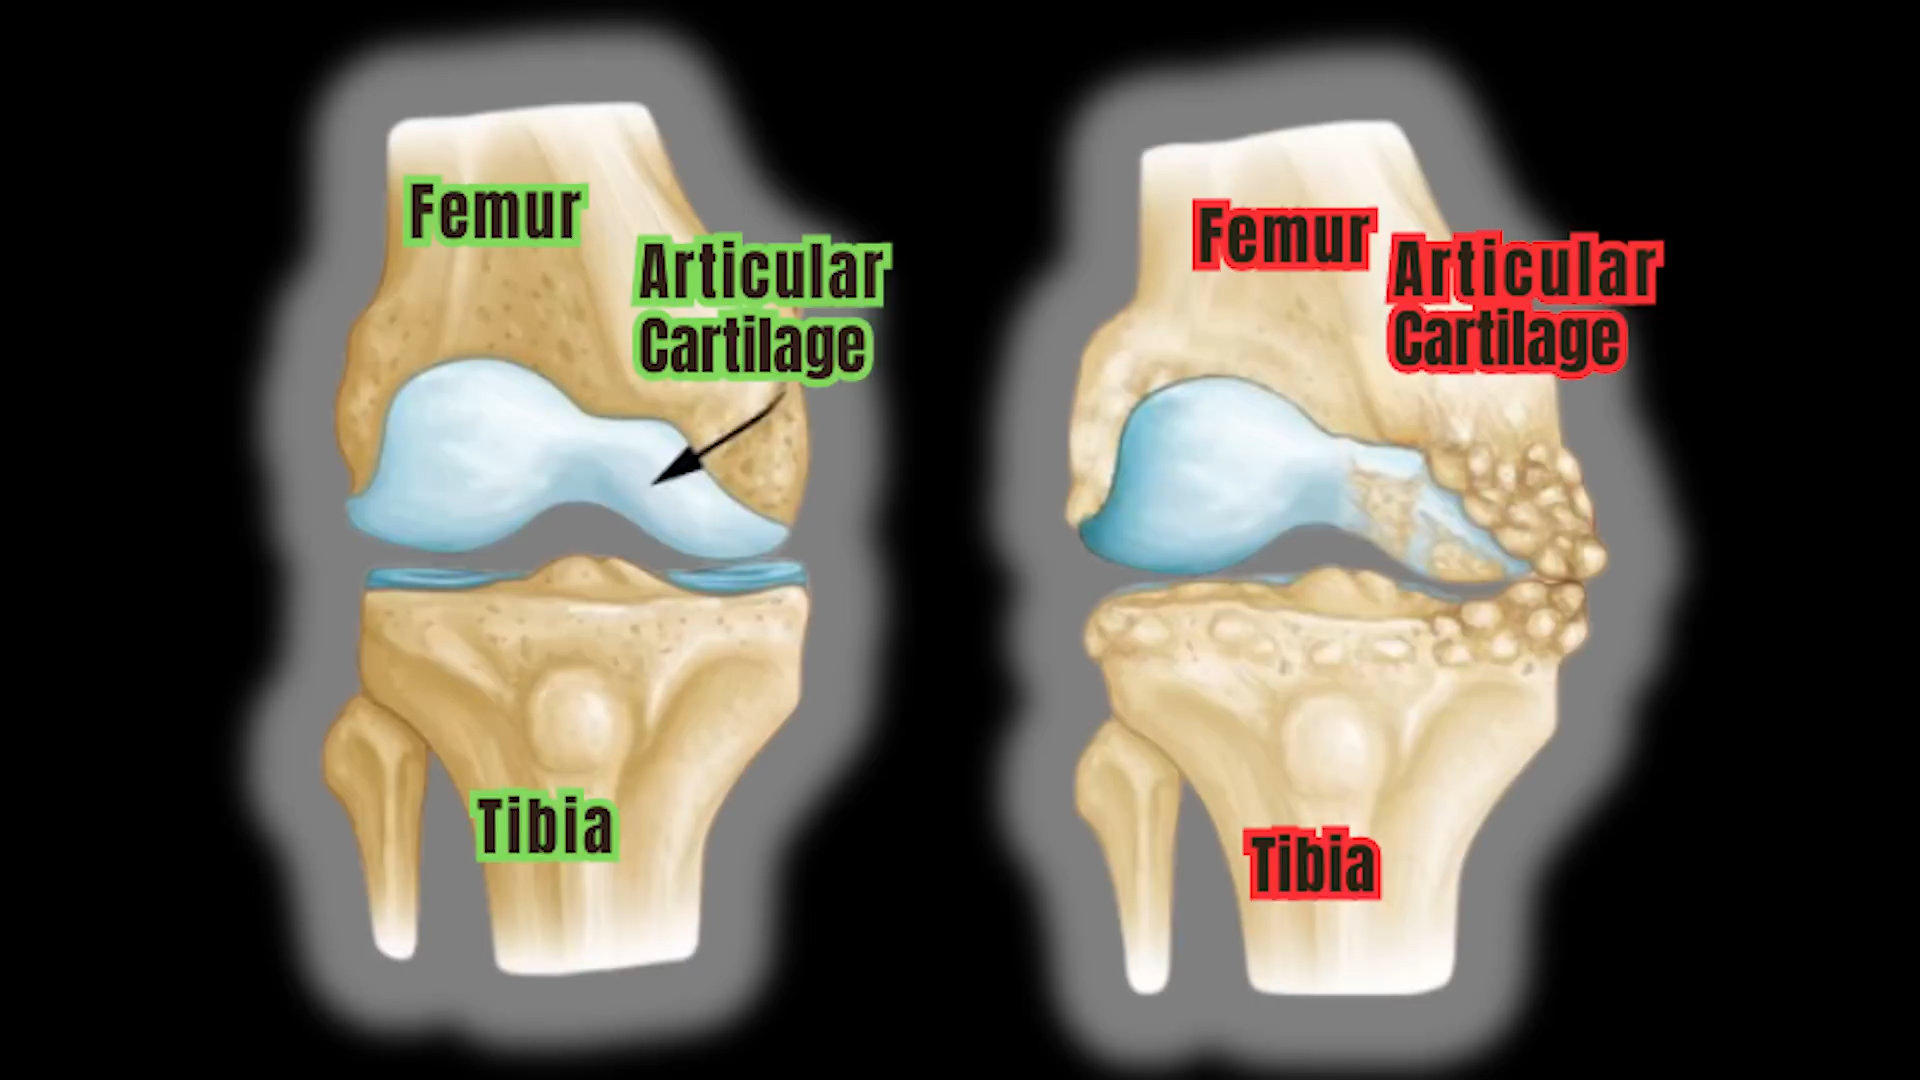 Femur
Articular
Cartilage
Tibia
Femur
Articular
Cartilage
Tibia